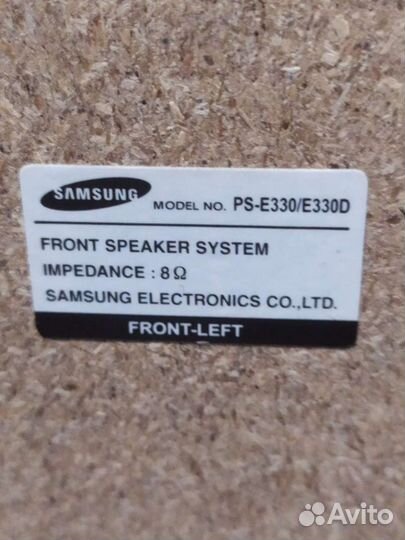 SAMSUNG MODEL NO. PS-E330/E330D
FRONT SPEAKER SYSTEM
IMPEDANCE : 8Ω
SAMSUNG ELECTRONICS CO.,LTD.
FRONT-LEFT
Avito